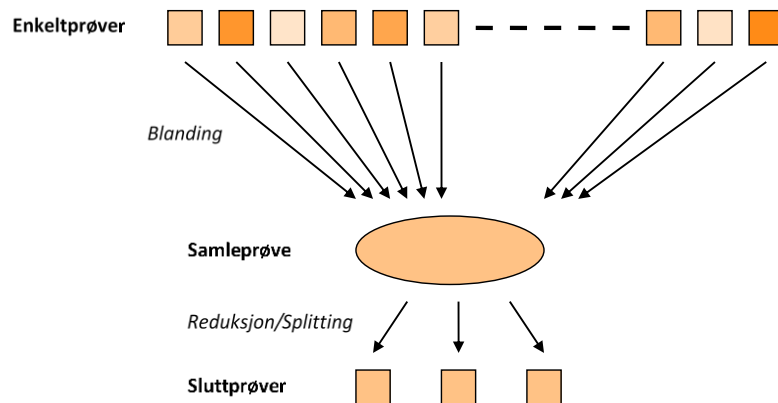 Enkeltprøver
Blanding
Samleprøve
Reduksjon/Splitting
Sluttprøver